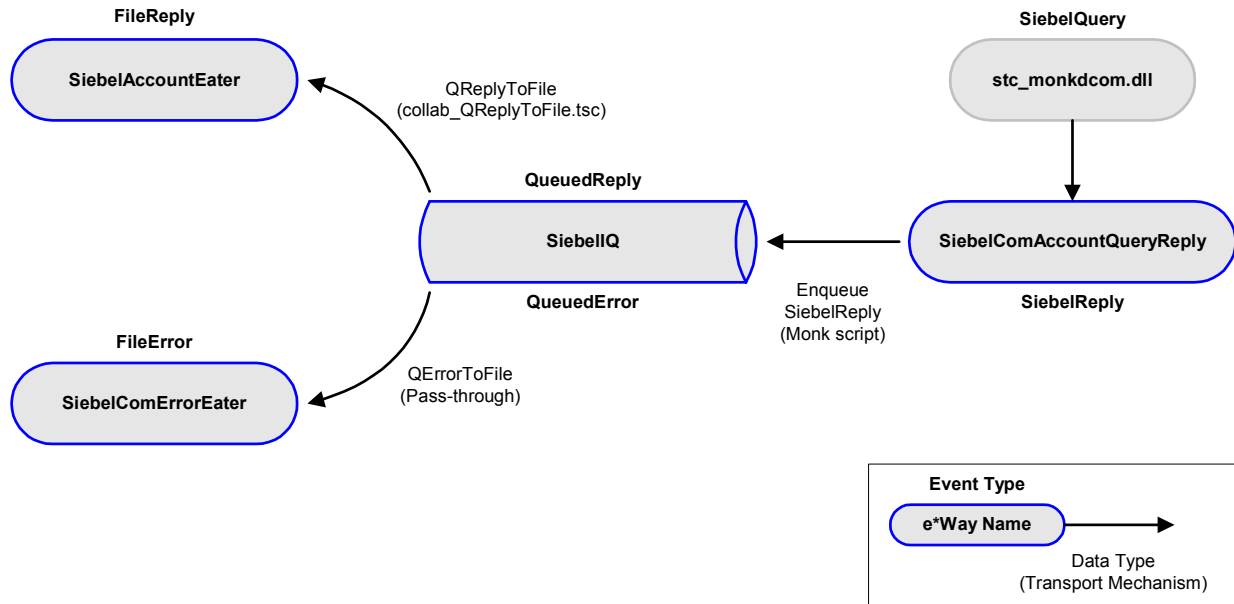 FileReply
SiebelAccountEater
SiebelQuery
stc_monkdcom.dll
QReplyToFile
(collab_QReplyToFile.tsc)
QueuedReply
SiebelIQ
QueuedError
SiebelComAccountQueryReply
SiebelReply
Enqueue
SiebelReply
(Monk script)
FileError
SiebelComErrorEater
QErrorToFile
(Pass-through)
Event Type
e*Way Name
Data Type
(Transport Mechanism)